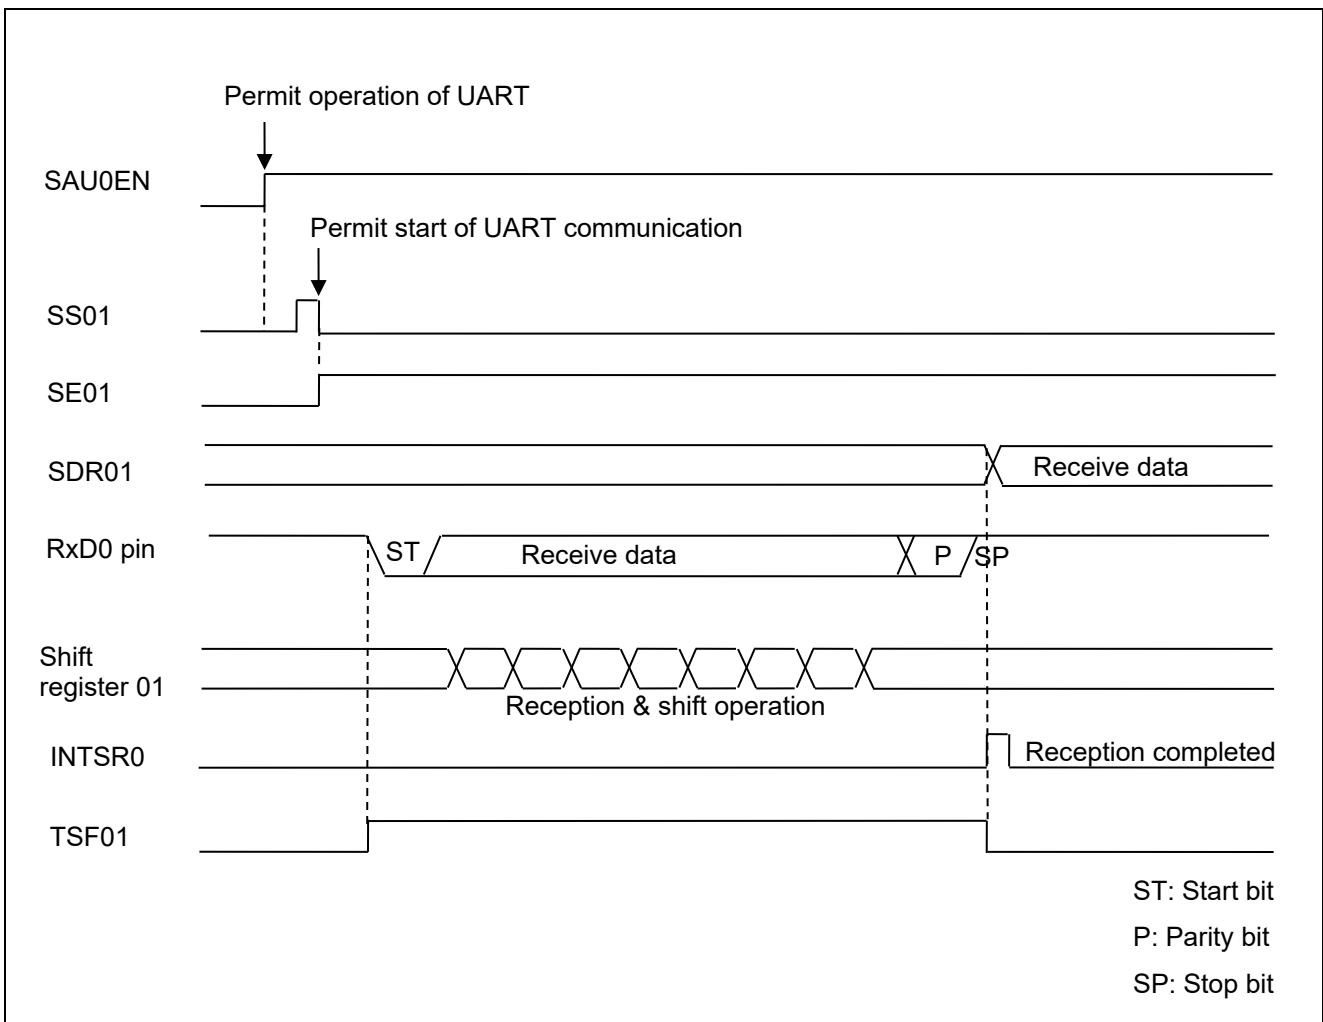 Permit operation of UART
SAU0EN
Permit start of UART communication
SS01
SE01
SDR01
Receive data
RxD0 pin
ST
Receive data
P
SP
Shift
register 01
Reception & shift operation
INTSR0
Reception completed
TSF01
ST: Start bit
P: Parity bit
SP: Stop bit